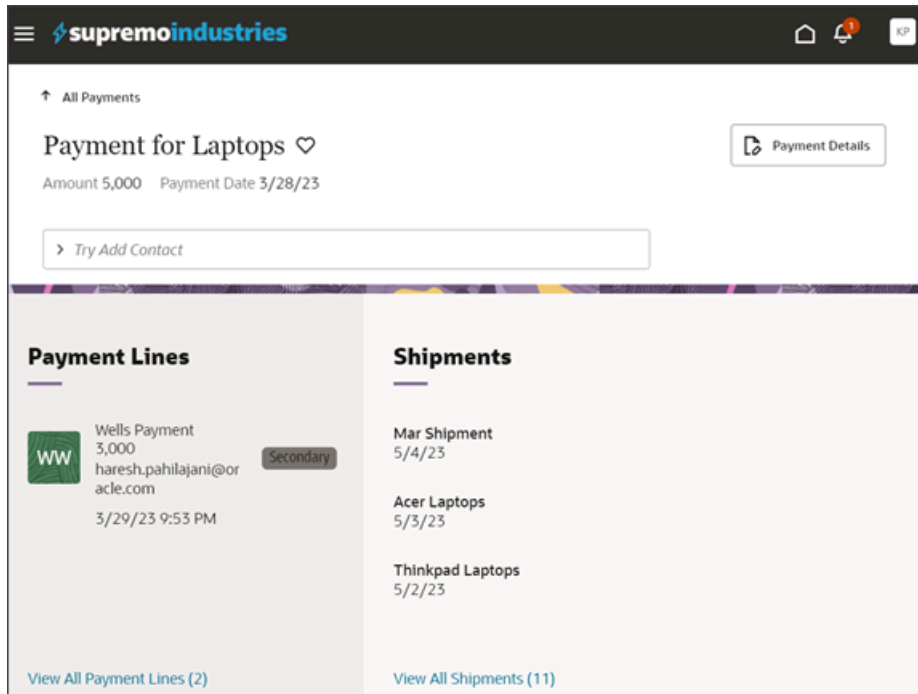 supremoindustries
1
KP
All Payments
Payment for Laptops
Payment Details
Amount 5,000 Payment Date 3/28/23
Try Add Contact
Payment Lines
WW
Wells Payment
3,000
haresh.pahilajani@or
acle.com
3/29/23 9:53 PM
Secondary
View All Payment Lines (2)
Shipments
Mar Shipment
5/4/23
Acer Laptops
5/3/23
Thinkpad Laptops
5/2/23
View All Shipments (11)